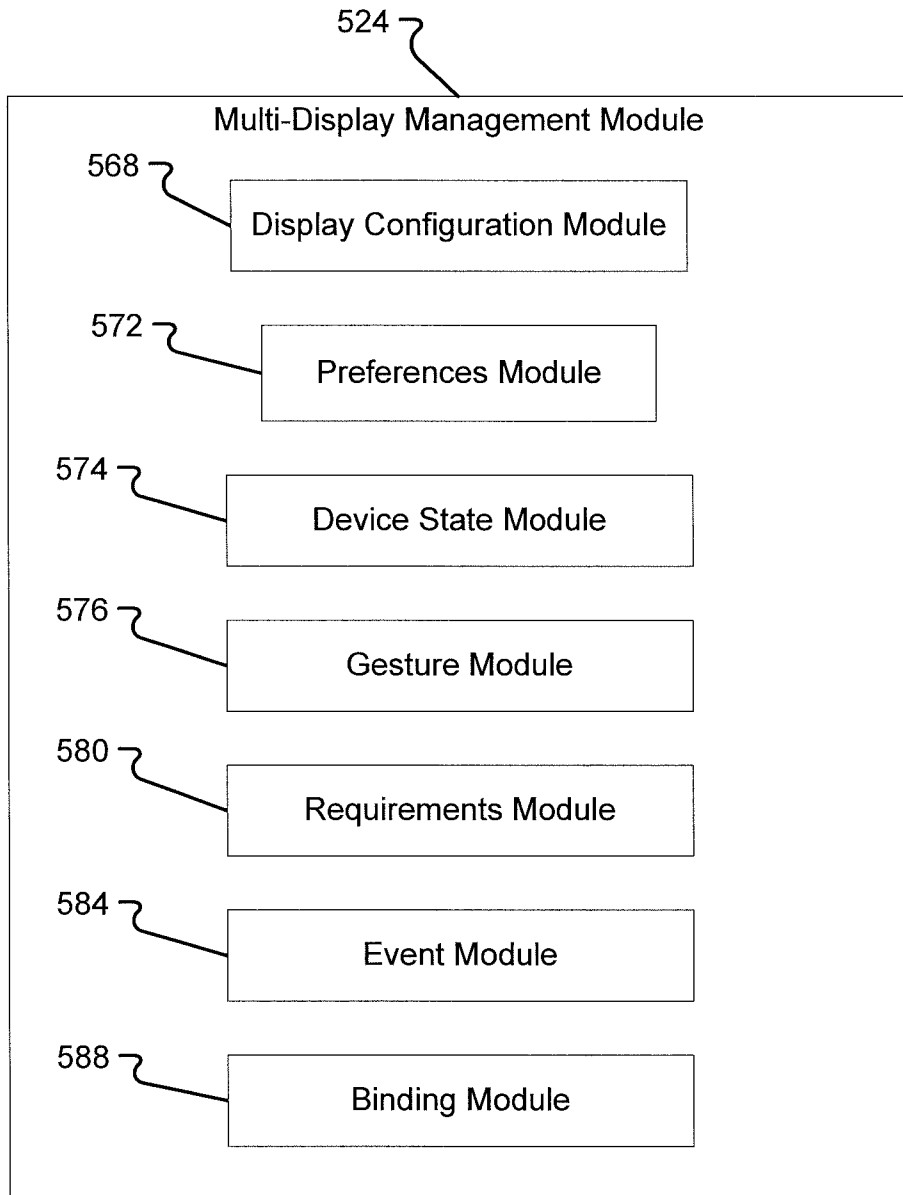 524
Multi-Display Management Module
568
Display Configuration Module
572
Preferences Module
574
Device State Module
576
Gesture Module
580
Requirements Module
584
Event Module
588
Binding Module